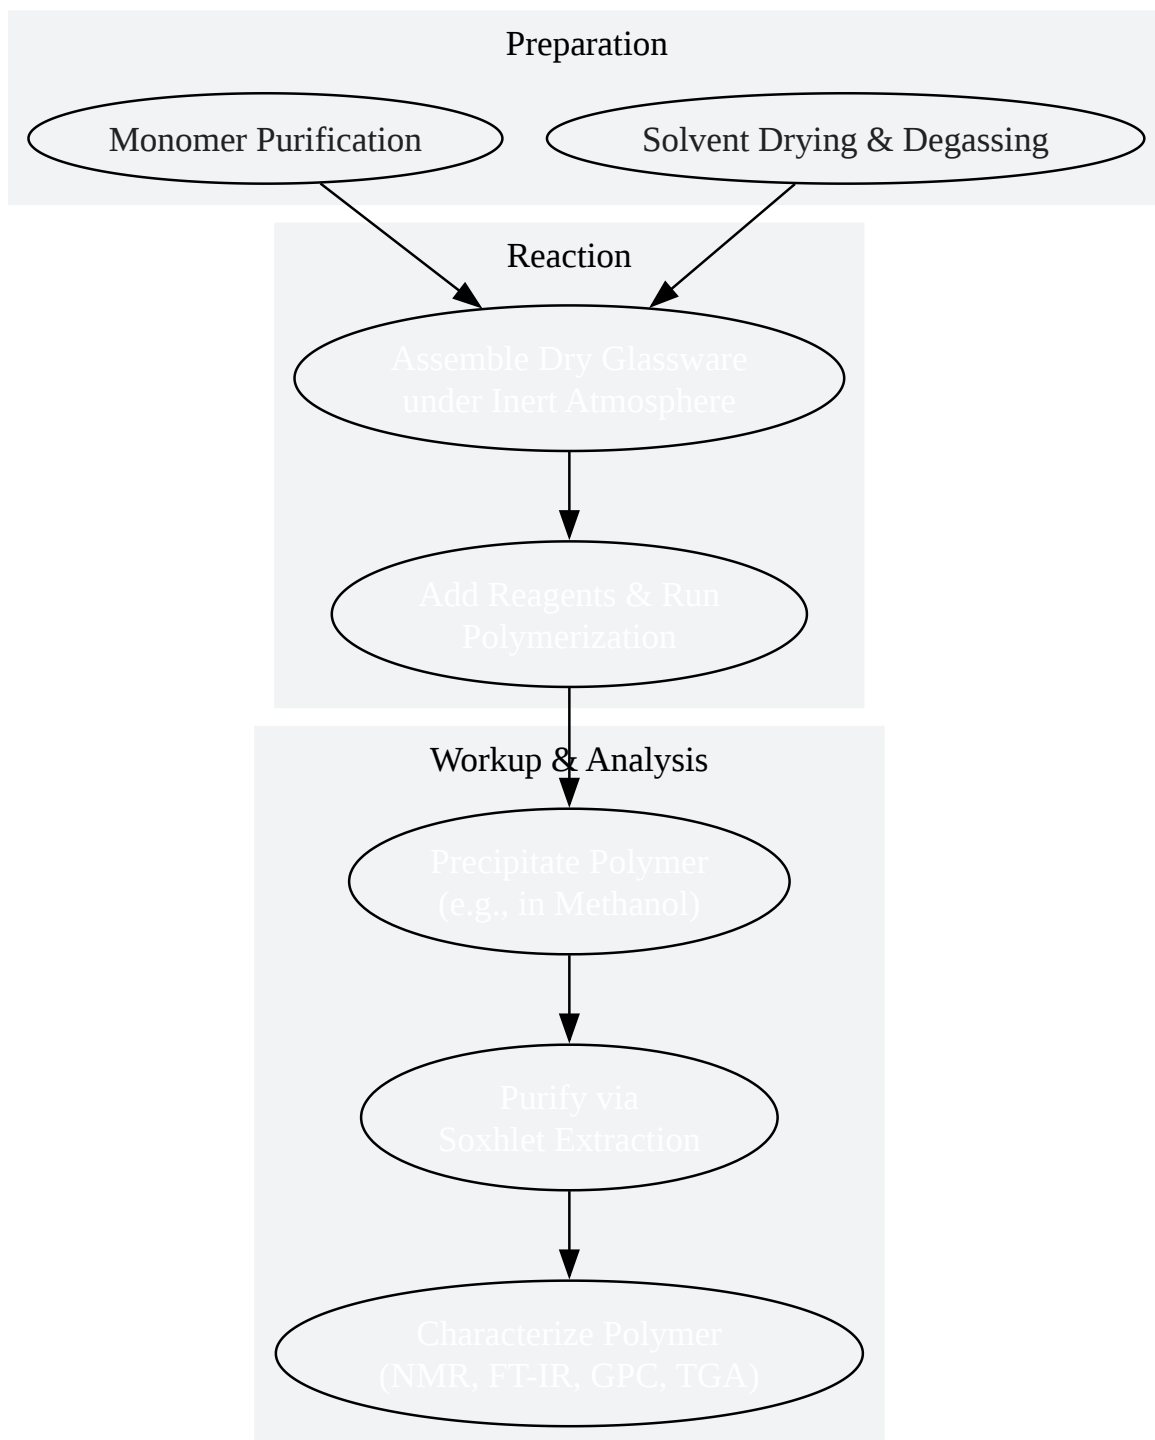 Preparation
Monomer Purification
Solvent Drying & Degassing
Reaction
Assemble Dry Glassware
under Inert Atmosphere
Add Reagents & Run
Polymerization
Workup & Analysis
Precipitate Polymer
(e.g., in Methanol)
Purify via
Soxhlet Extraction
Characterize Polymer
(NMR, FT-IR, GPC, TGA)